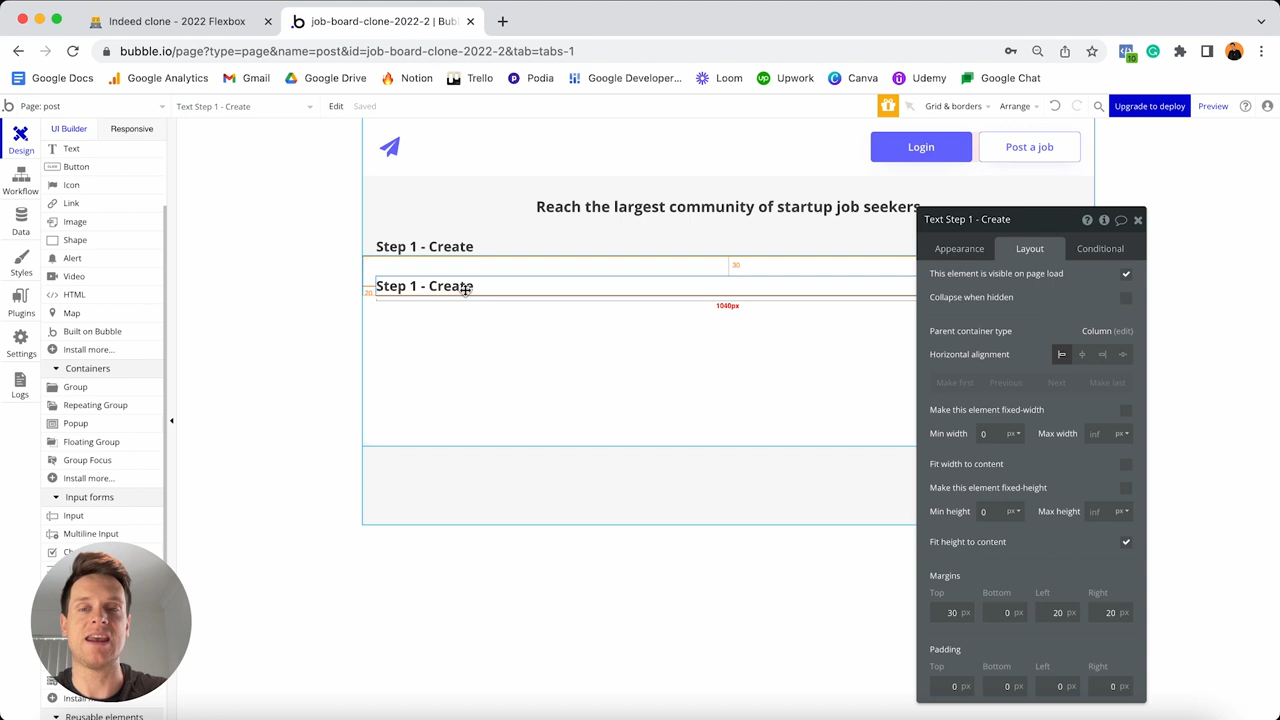 Indeed clone - 2022 Flexbox
job-board-clone-2022-2 | Bubl
bubble.io/page?type=page&name=post&id=job-board-clone-2022-2&tab=tabs-1
10
Google Docs
Google Analytics
Gmail
Google Drive
Notion
Trello
Podia
Google Developer...
Loom
Upwork
Canva
Udemy
Google Chat
Page: post
Text Step 1 - Create
Edit
Saved
Grid & borders
Arrange
Upgrade to deploy
Preview
Design
Workflow
Data
Styles
Plugins
Settings
Logs
UI Builder
Responsive
Text
Button
Icon
Link
Image
Shape
Alert
Video
HTML
Map
Built on Bubble
Install more...
Containers
Group
Repeating Group
Popup
Floating Group
Group Focus
Install more...
Input forms
Input
Multiline Input
Ch
Insta
Reusable elements
Login
Post a job
Reach the largest community of startup job seekers
Step 1 - Create
30
20
Step 1 - Create
1040px
Text Step 1 - Create
Appearance
Layout
Conditional
This element is visible on page load
Collapse when hidden
Parent container type
Column (edit)
Horizontal alignment
Make first
Previous
Next
Make last
Make this element fixed-width
Min width
0 px
Max width
inf px
Fit width to content
Make this element fixed-height
Min height
0 px
Max height
inf px
Fit height to content
Margins
Top
Bottom
Left
Right
30 px
0 px
20 px
20 px
Padding
Top
Bottom
Left
Right
0 px
0 px
0 px
0 px